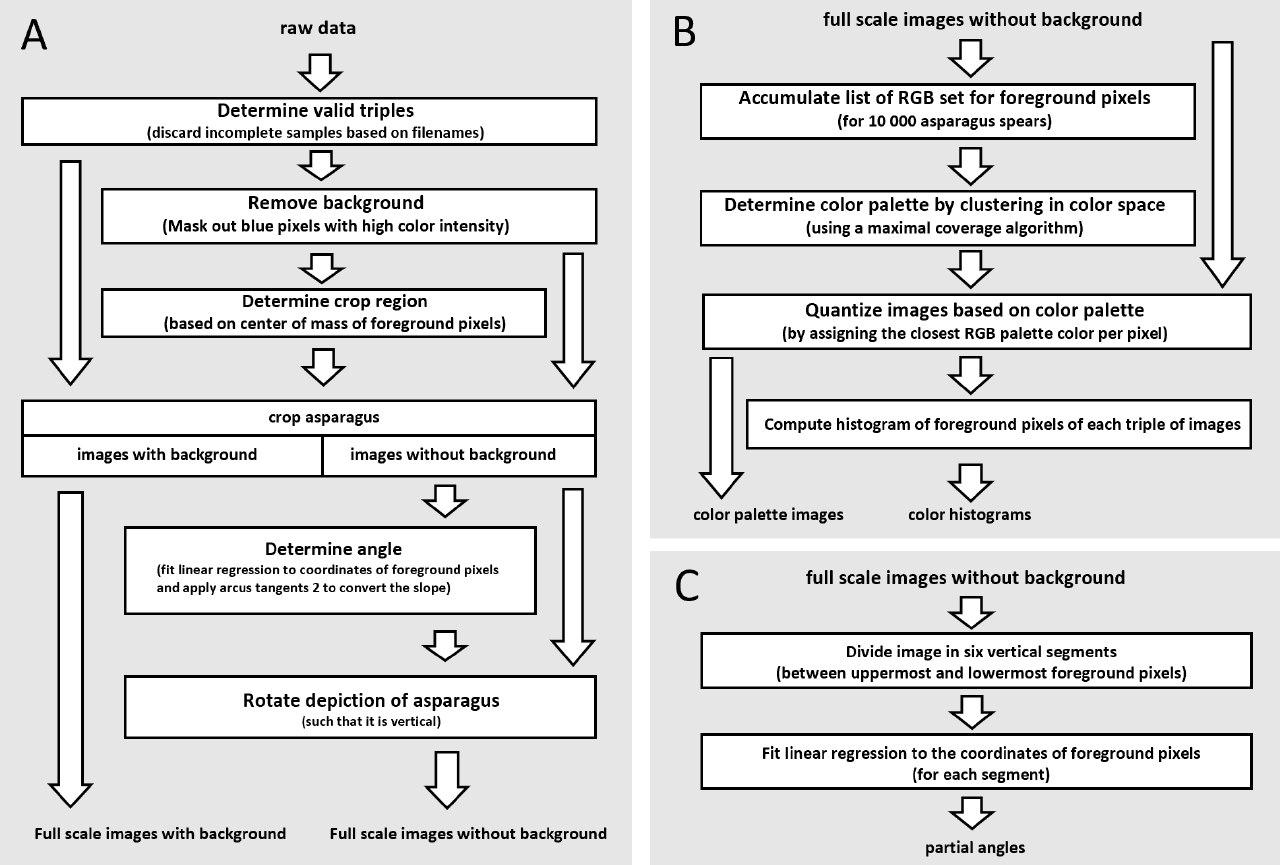 A
raw data
Determine valid triples
(discard incomplete samples based on filenames)
Remove background
(Mask out blue pixels with high color intensity)
Determine crop region
(based on center of mass of foreground pixels)
crop asparagus
images with background
images without background
Determine angle
(fit linear regression to coordinates of foreground pixels
and apply arcus tangents 2 to convert the slope)
Rotate depiction of asparagus
(such that it is vertical)
Full scale images with background
Full scale images without background
B
full scale images without background
Accumulate list of RGB set for foreground pixels
(for 10 000 asparagus spears)
Determine color palette by clustering in color space
(using a maximal coverage algorithm)
Quantize images based on color palette
(by assigning the closest RGB palette color per pixel)
Compute histogram of foreground pixels of each triple of images
color palette images
color histograms
C
full scale images without background
Divide image in six vertical segments
(between uppermost and lowermost foreground pixels)
Fit linear regression to the coordinates of foreground pixels
(for each segment)
partial angles